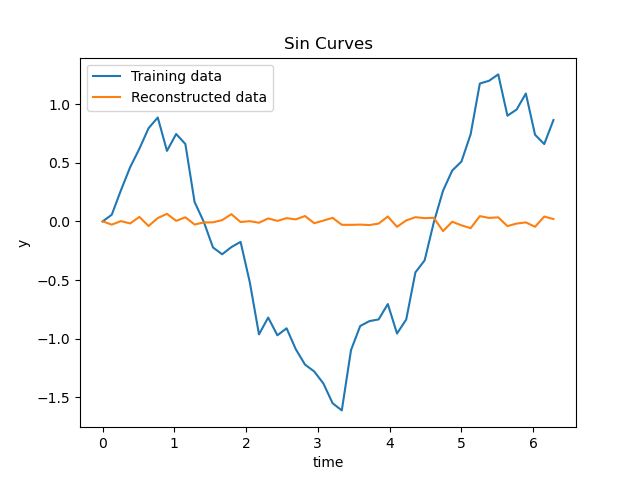 Sin Curves
Training data
Reconstructed data
1.0
0.5
0.0
−0.5
−1.0
−1.5
y
0 1 2 3 4 5 6
time